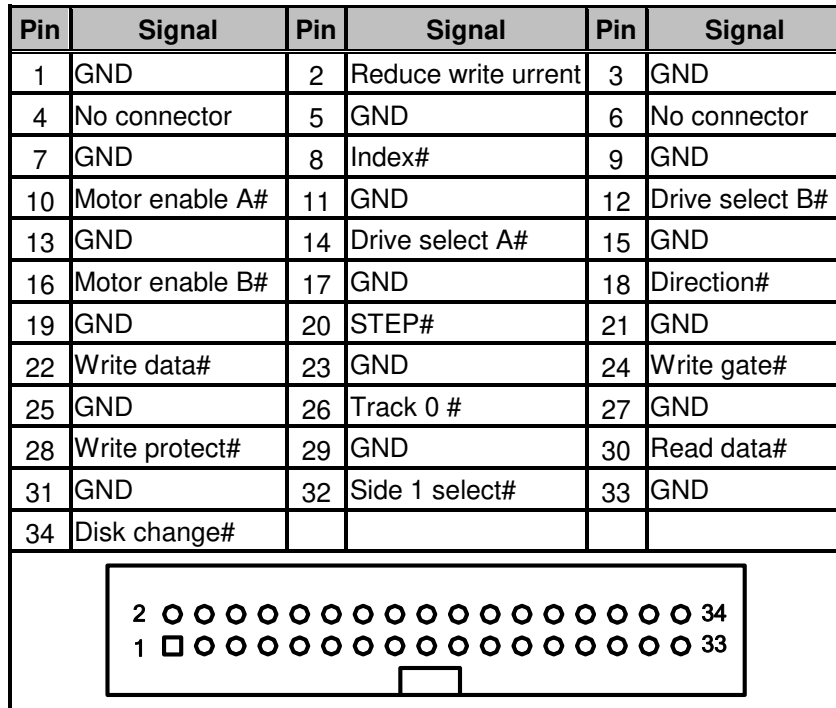 Pin Signal Pin Signal Pin Signal
1 GND 2 Reduce write urrent 3 GND
4 No connector 5 GND 6 No connector
7 GND 8 Index# 9 GND
10 Motor enable A# 11 GND 12 Drive select B#
13 GND 14 Drive select A# 15 GND
16 Motor enable B# 17 GND 18 Direction#
19 GND 20 STEP# 21 GND
22 Write data# 23 GND 24 Write gate#
25 GND 26 Track 0 # 27 GND
28 Write protect# 29 GND 30 Read data#
31 GND 32 Side 1 select# 33 GND
34 Disk change#
2 34
1 33